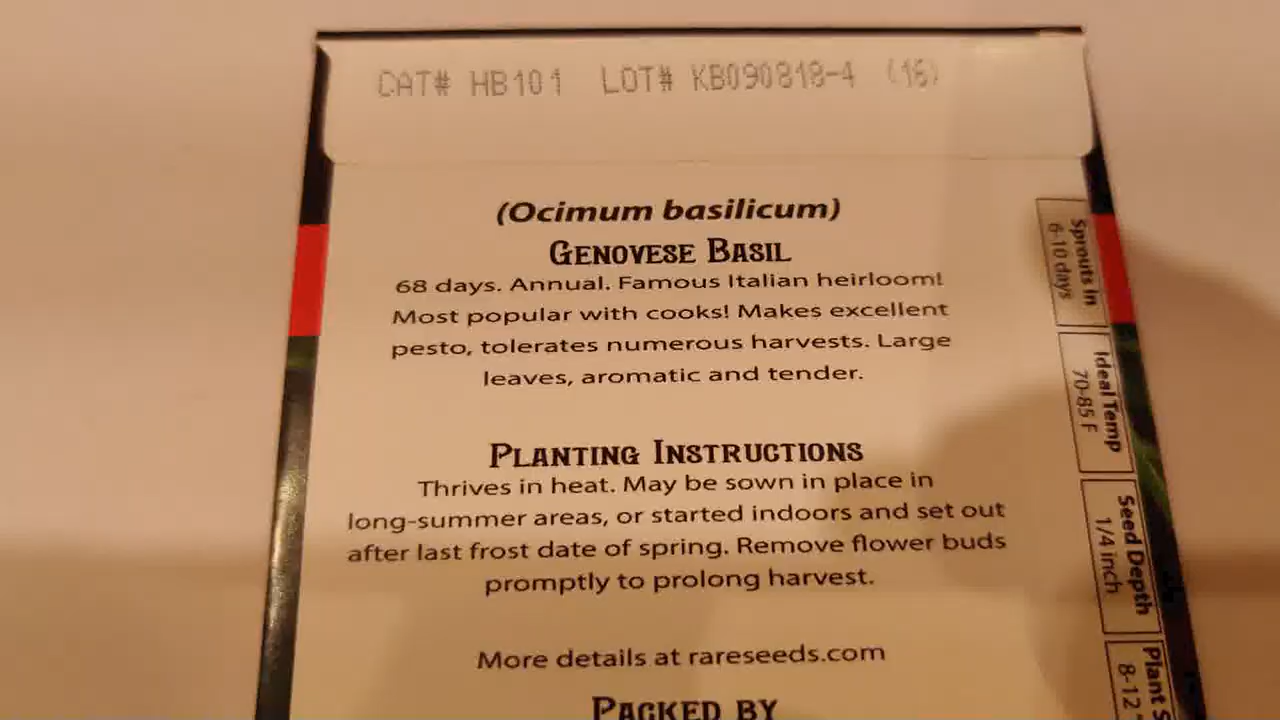 CAT# HB101 LOT# KB090818-4 (16)
(Ocimum basilicum)
GENOVESE BASIL
68 days. Annual. Famous Italian heirloom!
Most popular with cooks! Makes excellent
pesto, tolerates numerous harvests. Large
leaves, aromatic and tender.
PLANTING INSTRUCTIONS
Thrives in heat. May be sown in place in
long-summer areas, or started indoors and set out
after last frost date of spring. Remove flower buds
promptly to prolong harvest.
More details at rareseeds.com
PACKED BY
Sprouts in
6-10 days
Ideal Temp
70-85 F
Seed Depth
1/4 inch
Plant
8-12